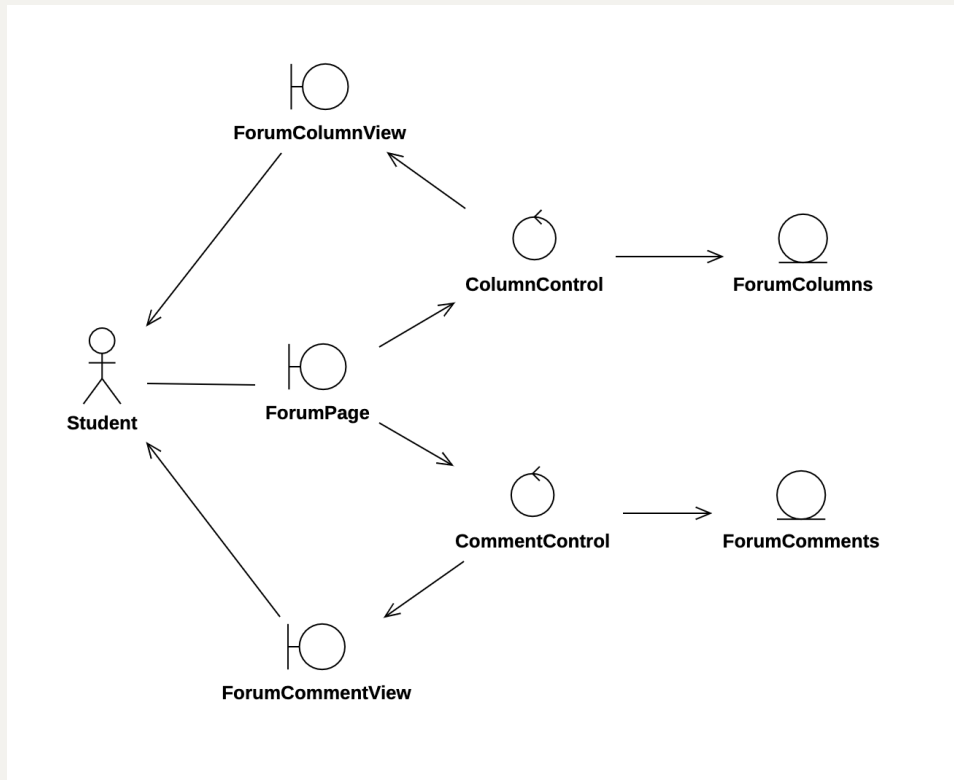 ForumColumnView
ColumnControl
ForumColumns
Student
ForumPage
CommentControl
ForumComments
ForumCommentView